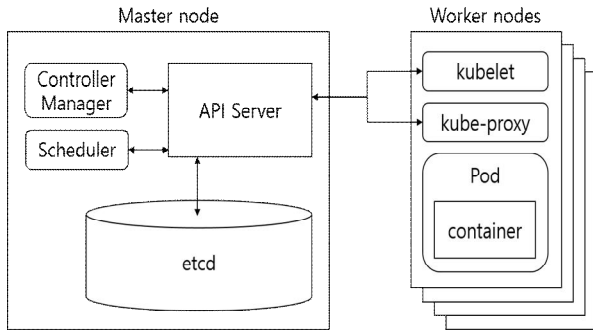 Master node
Worker nodes
Controller
Manager
API Server
Scheduler
etcd
kubelet
kube-proxy
Pod
container